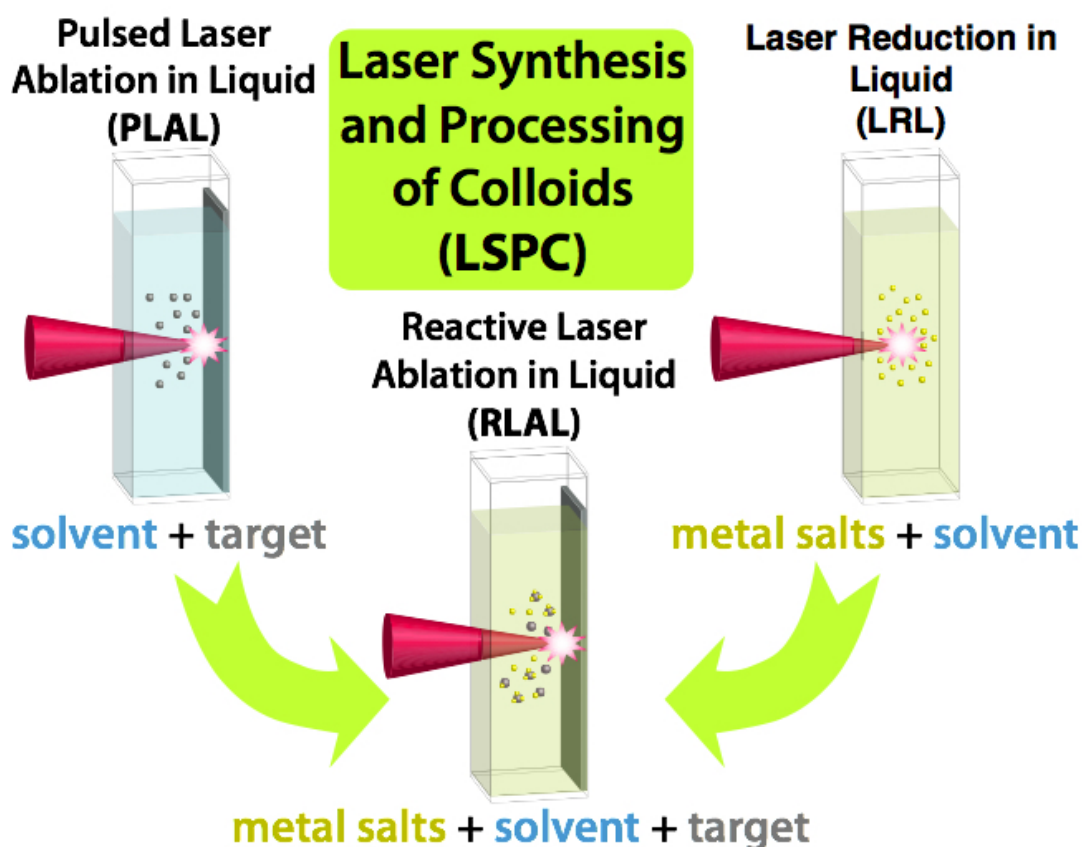 Pulsed Laser
Ablation in Liquid
(PLAL)
Laser Synthesis
and Processing
of Colloids
(LSPC)
Laser Reduction in
Liquid
(LRL)
Reactive Laser
Ablation in Liquid
(RLAL)
solvent + target
metal salts + solvent
metal salts + solvent + target